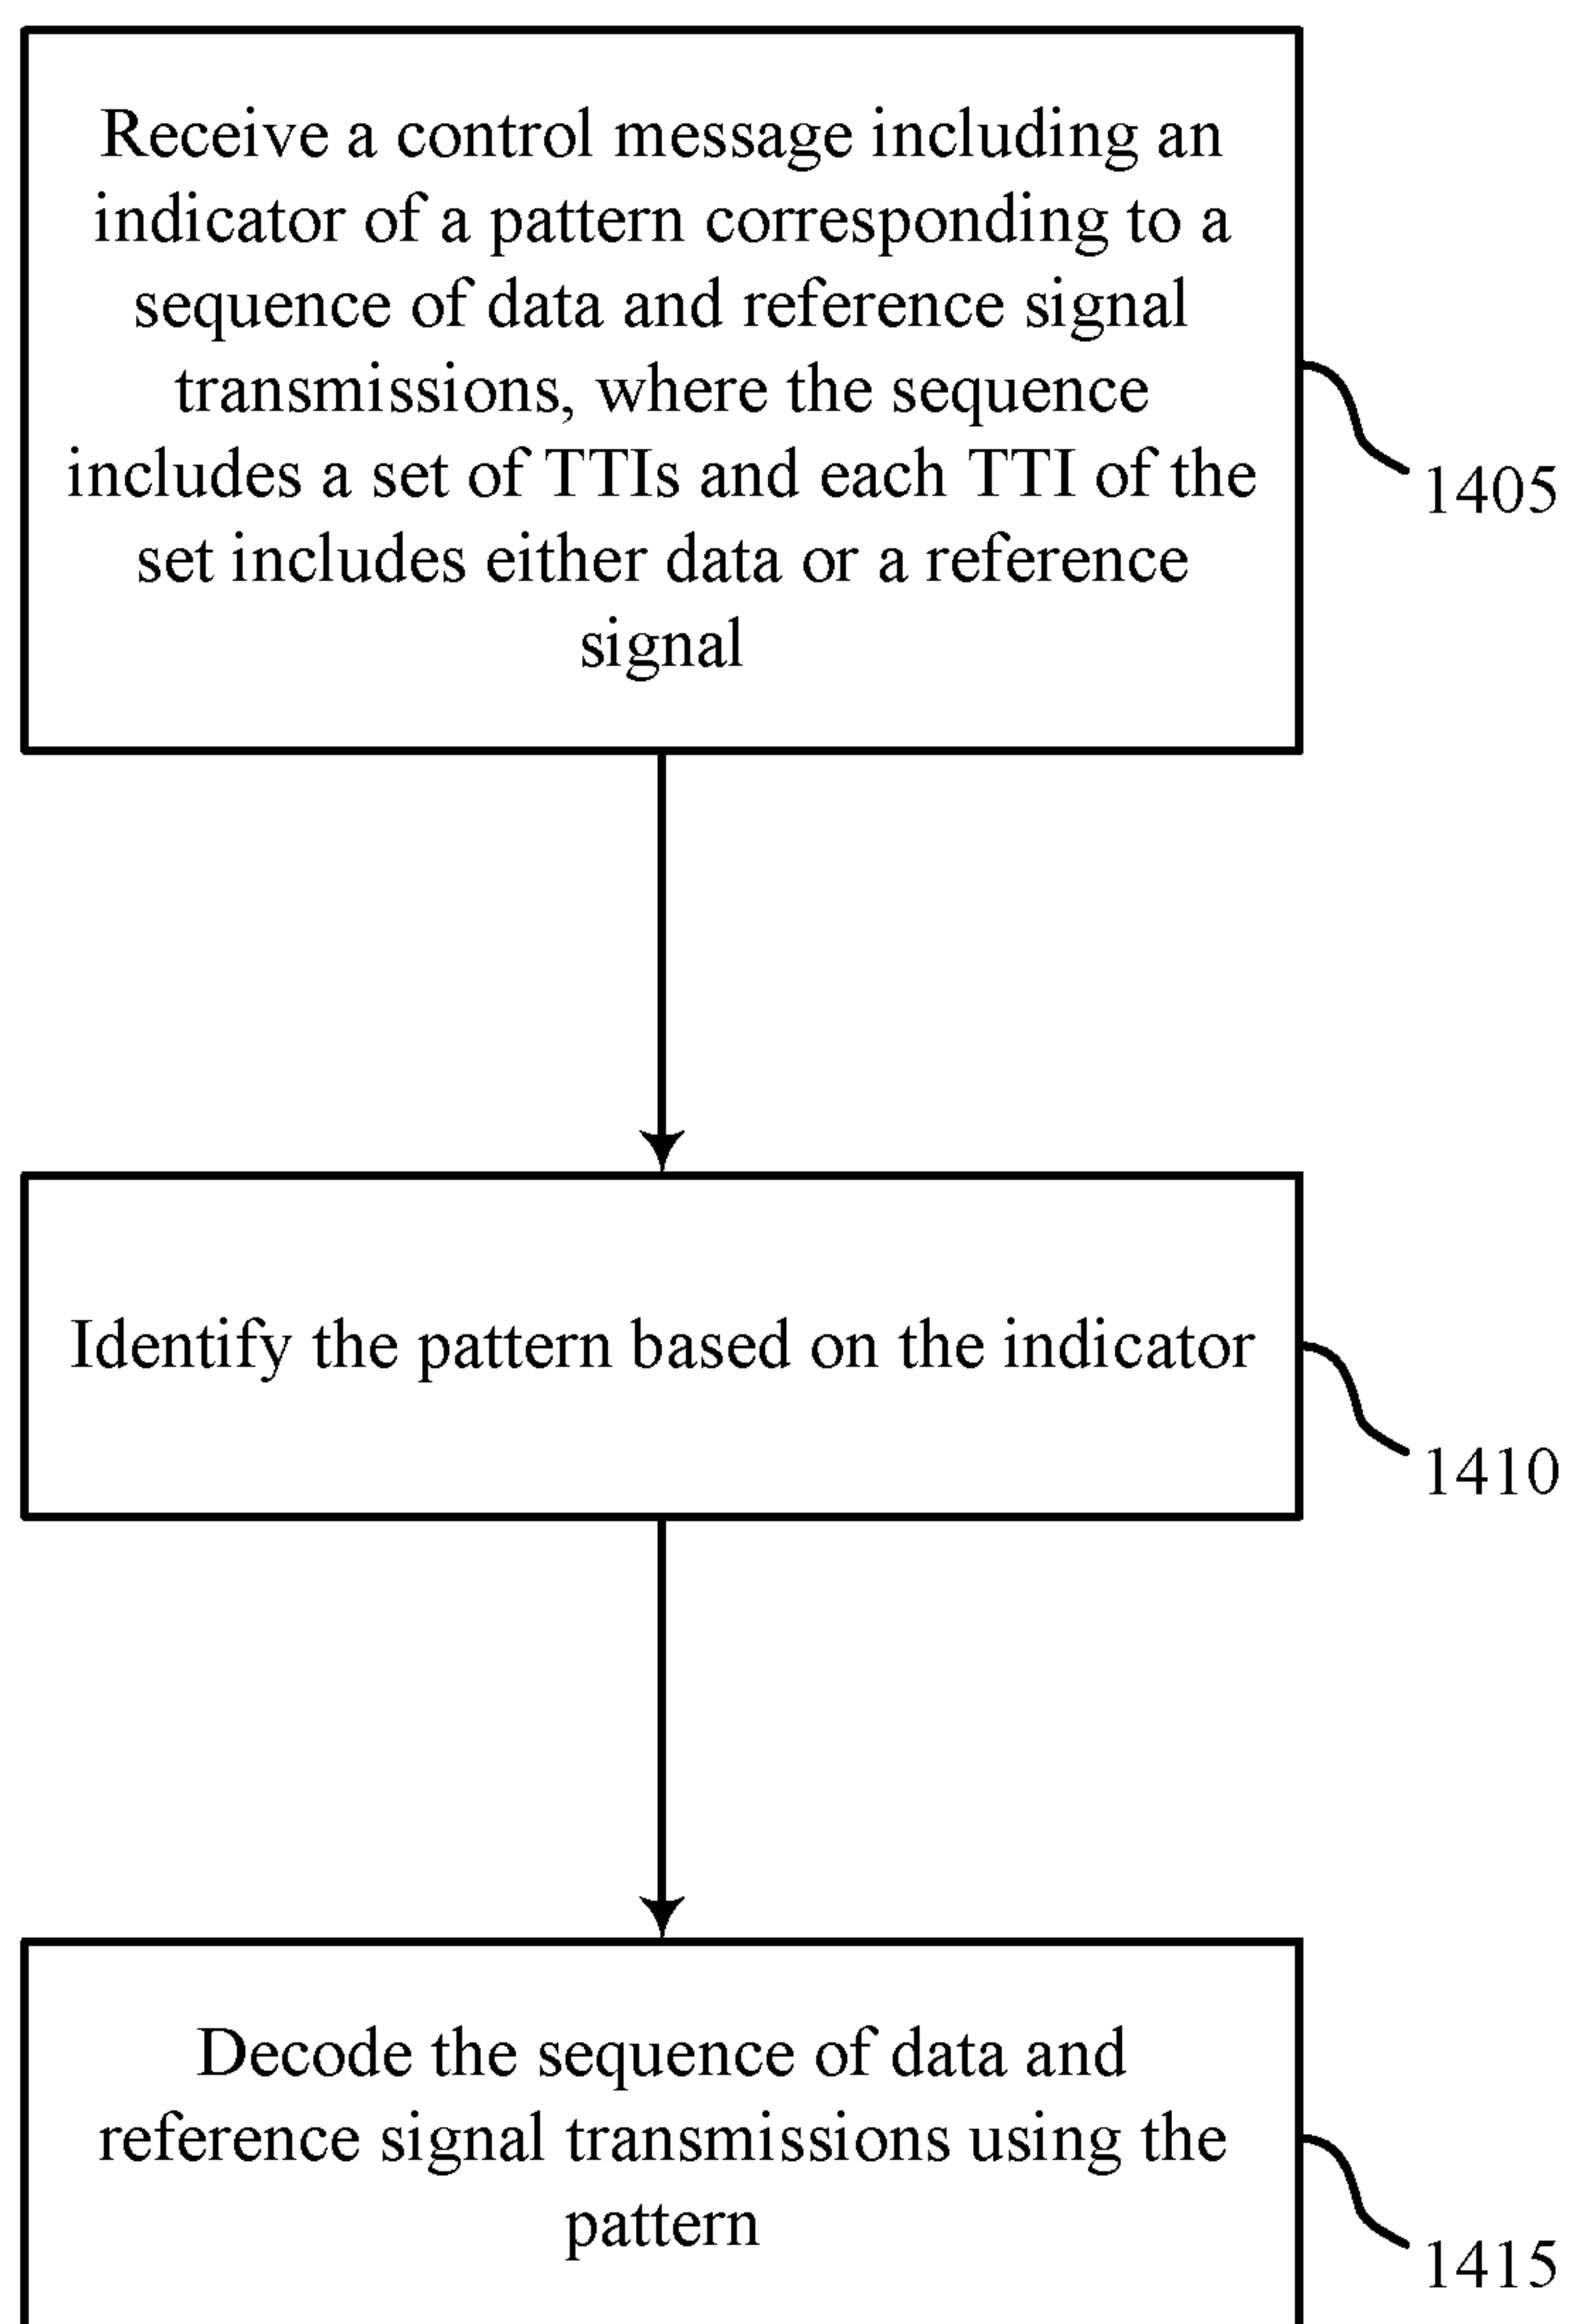 Receive a control message including an
indicator of a pattern corresponding to a
sequence of data and reference signal
transmissions, where the sequence
includes a set of TTIs and each TTI of the
set includes either data or a reference
signal
1405
Identify the pattern based on the indicator
1410
Decode the sequence of data and
reference signal transmissions using the
pattern
1415